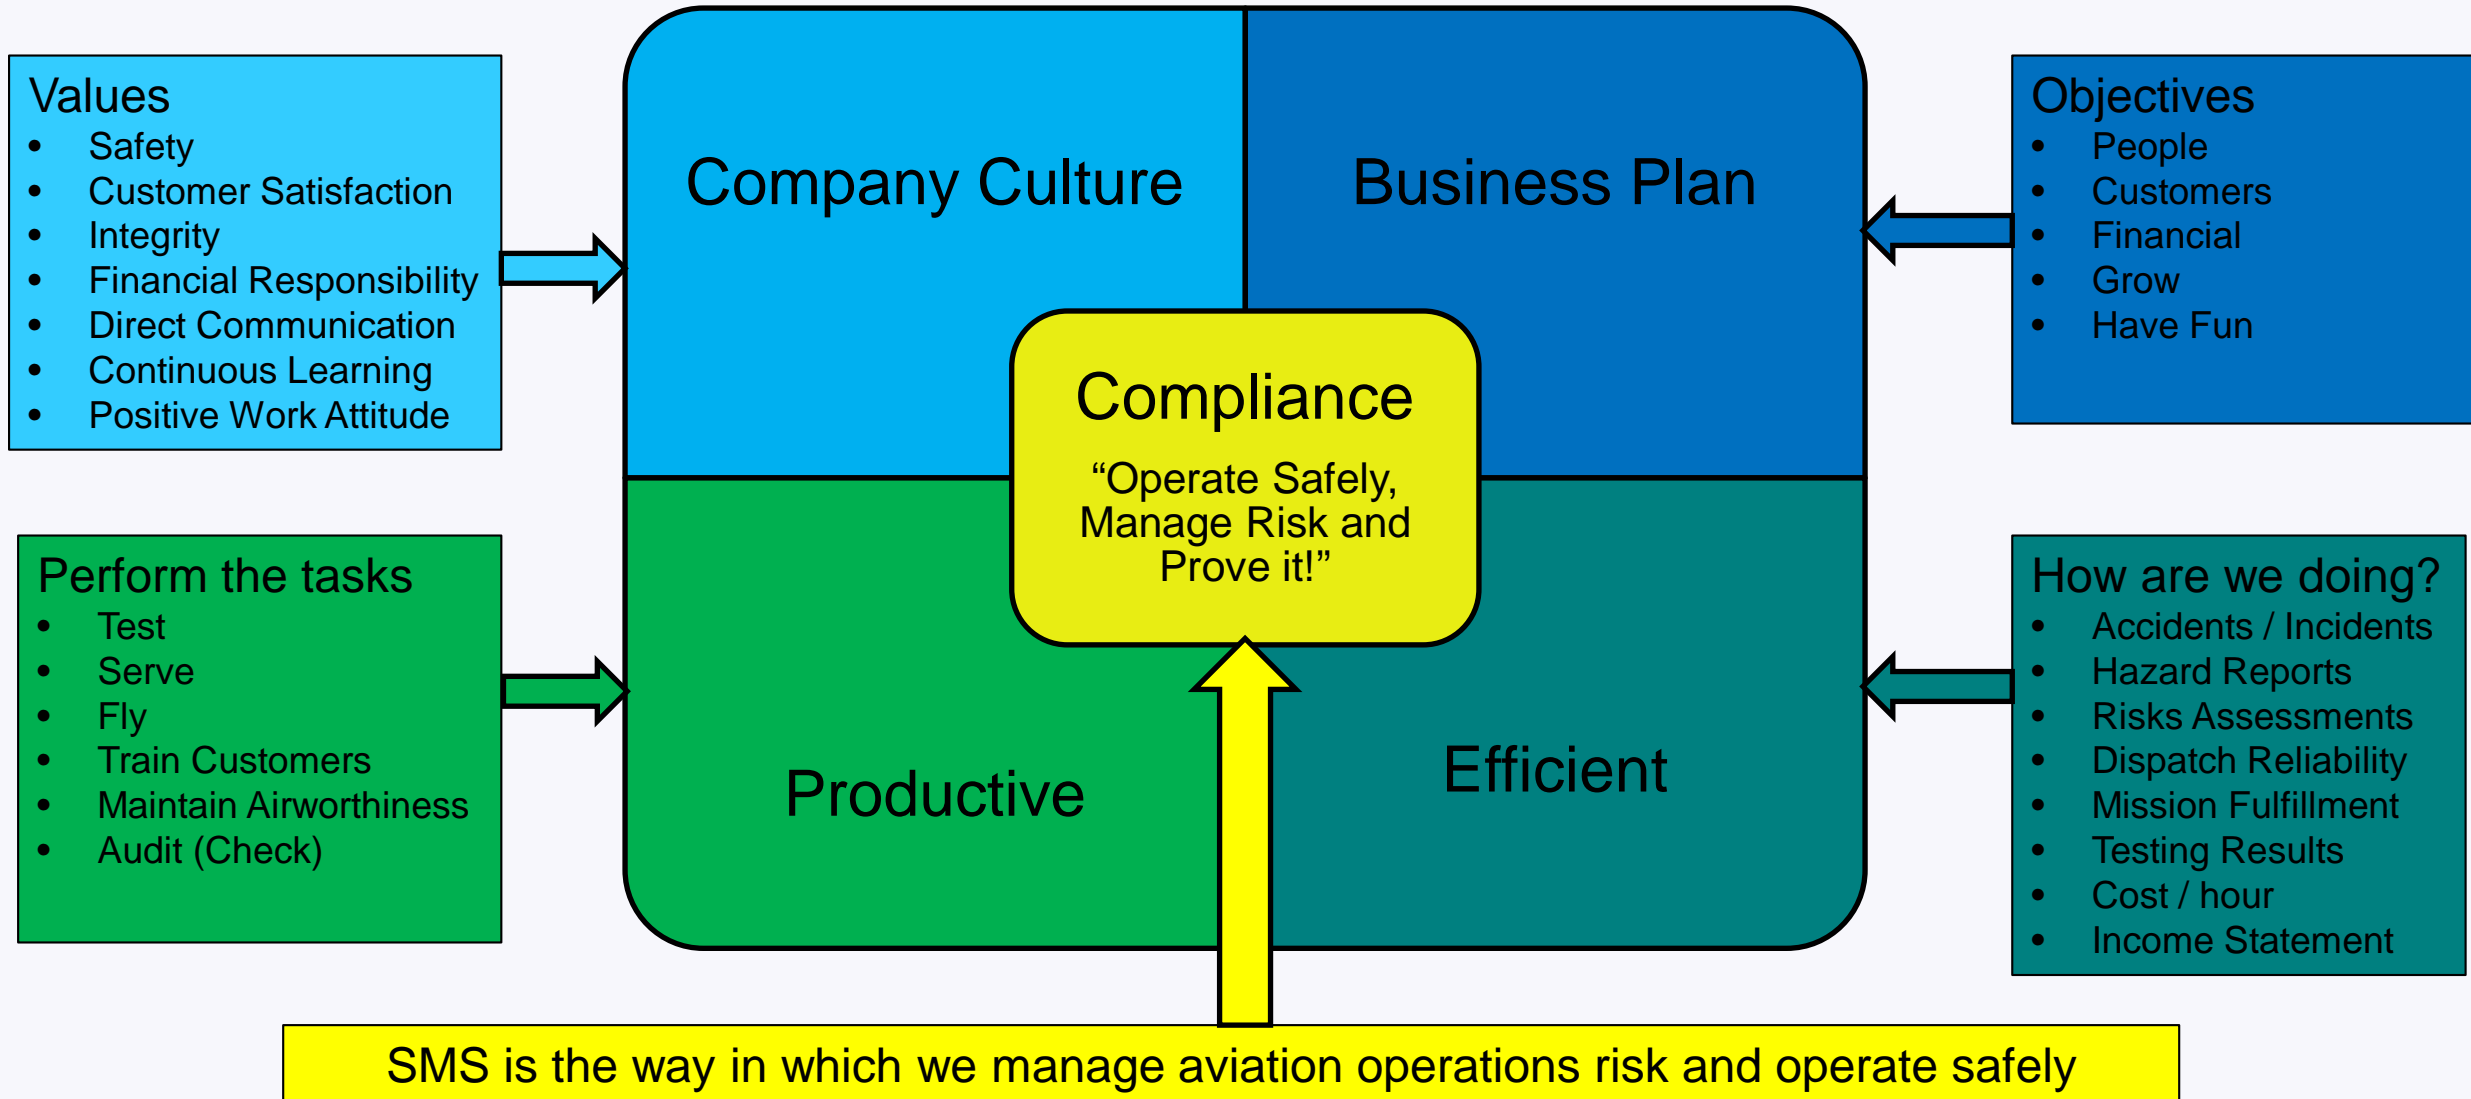 Values
• Safety
• Customer Satisfaction
• Integrity
• Financial Responsibility
• Direct Communication
• Continuous Learning
• Positive Work Attitude
Company Culture
Business Plan
Objectives
• People
• Customers
• Financial
• Grow
• Have Fun
Compliance
“Operate Safely,
Manage Risk and
Prove it!”
Perform the tasks
• Test
• Serve
• Fly
• Train Customers
• Maintain Airworthiness
• Audit (Check)
Productive
Efficient
How are we doing?
• Accidents / Incidents
• Hazard Reports
• Risks Assessments
• Dispatch Reliability
• Mission Fulfillment
• Testing Results
• Cost / hour
• Income Statement
SMS is the way in which we manage aviation operations risk and operate safely